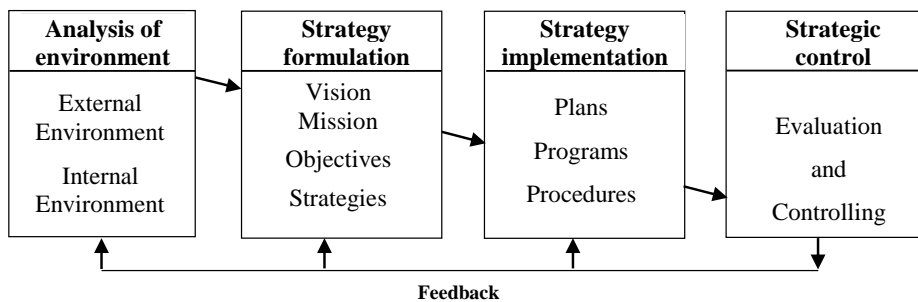 Analysis of
environment
External
Environment
Internal
Environment
Strategy
formulation
Vision
Mission
Objectives
Strategies
Strategy
implementation
Plans
Programs
Procedures
Strategic
control
Evaluation
and
Controlling
Feedback